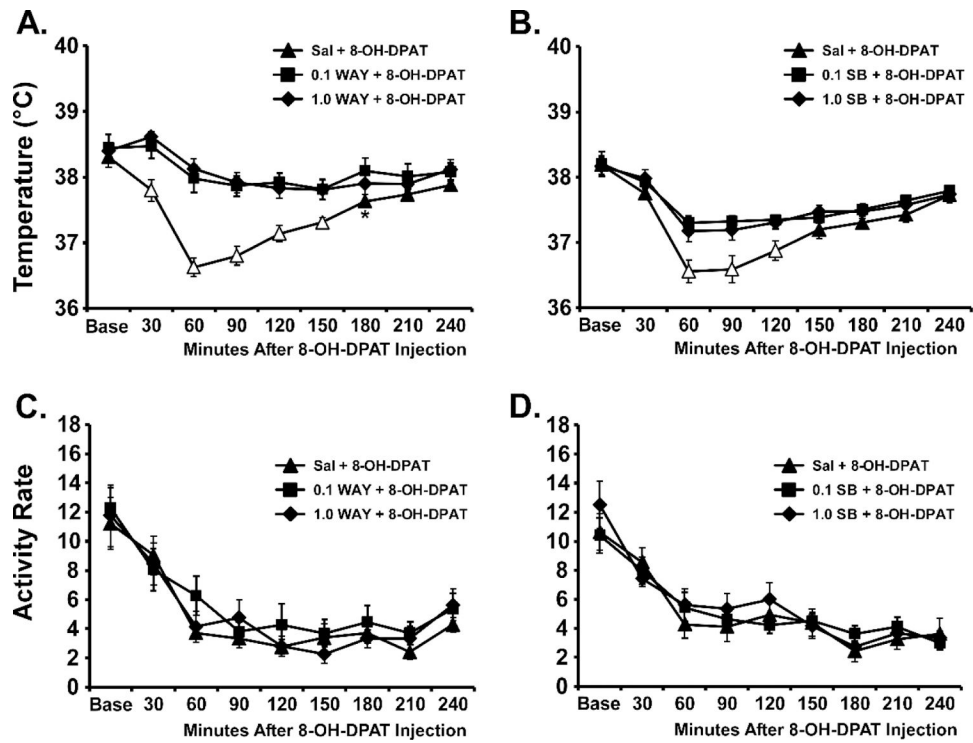 A.
40
39
38
37
36
Temperature (°C)
Sal + 8-OH-DPAT
0.1 WAY + 8-OH-DPAT
1.0 WAY + 8-OH-DPAT
*
Base 30 60 90 120 150 180 210 240
Minutes After 8-OH-DPAT Injection
B.
40
39
38
37
36
Sal + 8-OH-DPAT
0.1 SB + 8-OH-DPAT
1.0 SB + 8-OH-DPAT
Base 30 60 90 120 150 180 210 240
Minutes After 8-OH-DPAT Injection
C.
18
16
14
12
10
8
6
4
2
0
Activity Rate
Sal + 8-OH-DPAT
0.1 WAY + 8-OH-DPAT
1.0 WAY + 8-OH-DPAT
Base 30 60 90 120 150 180 210 240
Minutes After 8-OH-DPAT Injection
D.
18
16
14
12
10
8
6
4
2
0
Sal + 8-OH-DPAT
0.1 SB + 8-OH-DPAT
1.0 SB + 8-OH-DPAT
Base 30 60 90 120 150 180 210 240
Minutes After 8-OH-DPAT Injection